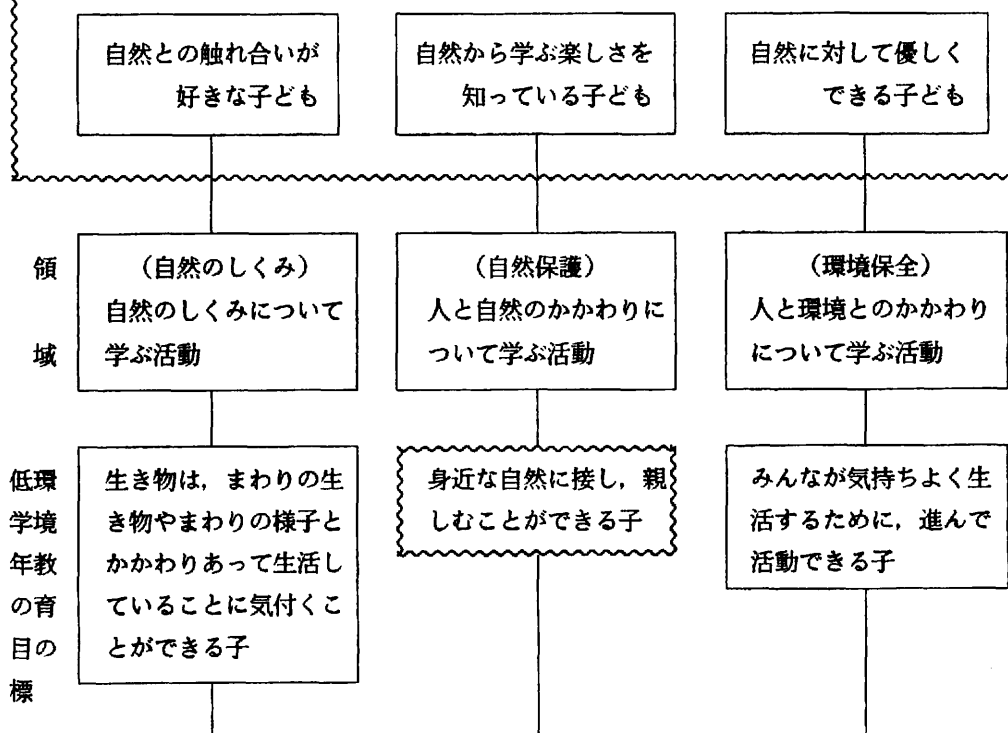 自然との触れ合いが
好きな子ども
自然から学ぶ楽しさを
知っている子ども
自然に対して優しく
できる子ども
領域
（自然のしくみ）
自然のしくみについて
学ぶ活動
（自然保護）
人と自然のかかわりに
ついて学ぶ活動
（環境保全）
人と環境とのかかわり
について学ぶ活動
環境教育の
低学年の目標
生き物は，まわりの生
き物やまわりの様子と
かかわりあって生活し
ていることに気付くこ
とができる子
身近な自然に接し，親
しむことができる子
みんなが気持ちよく生
活するために，進んで
活動できる子